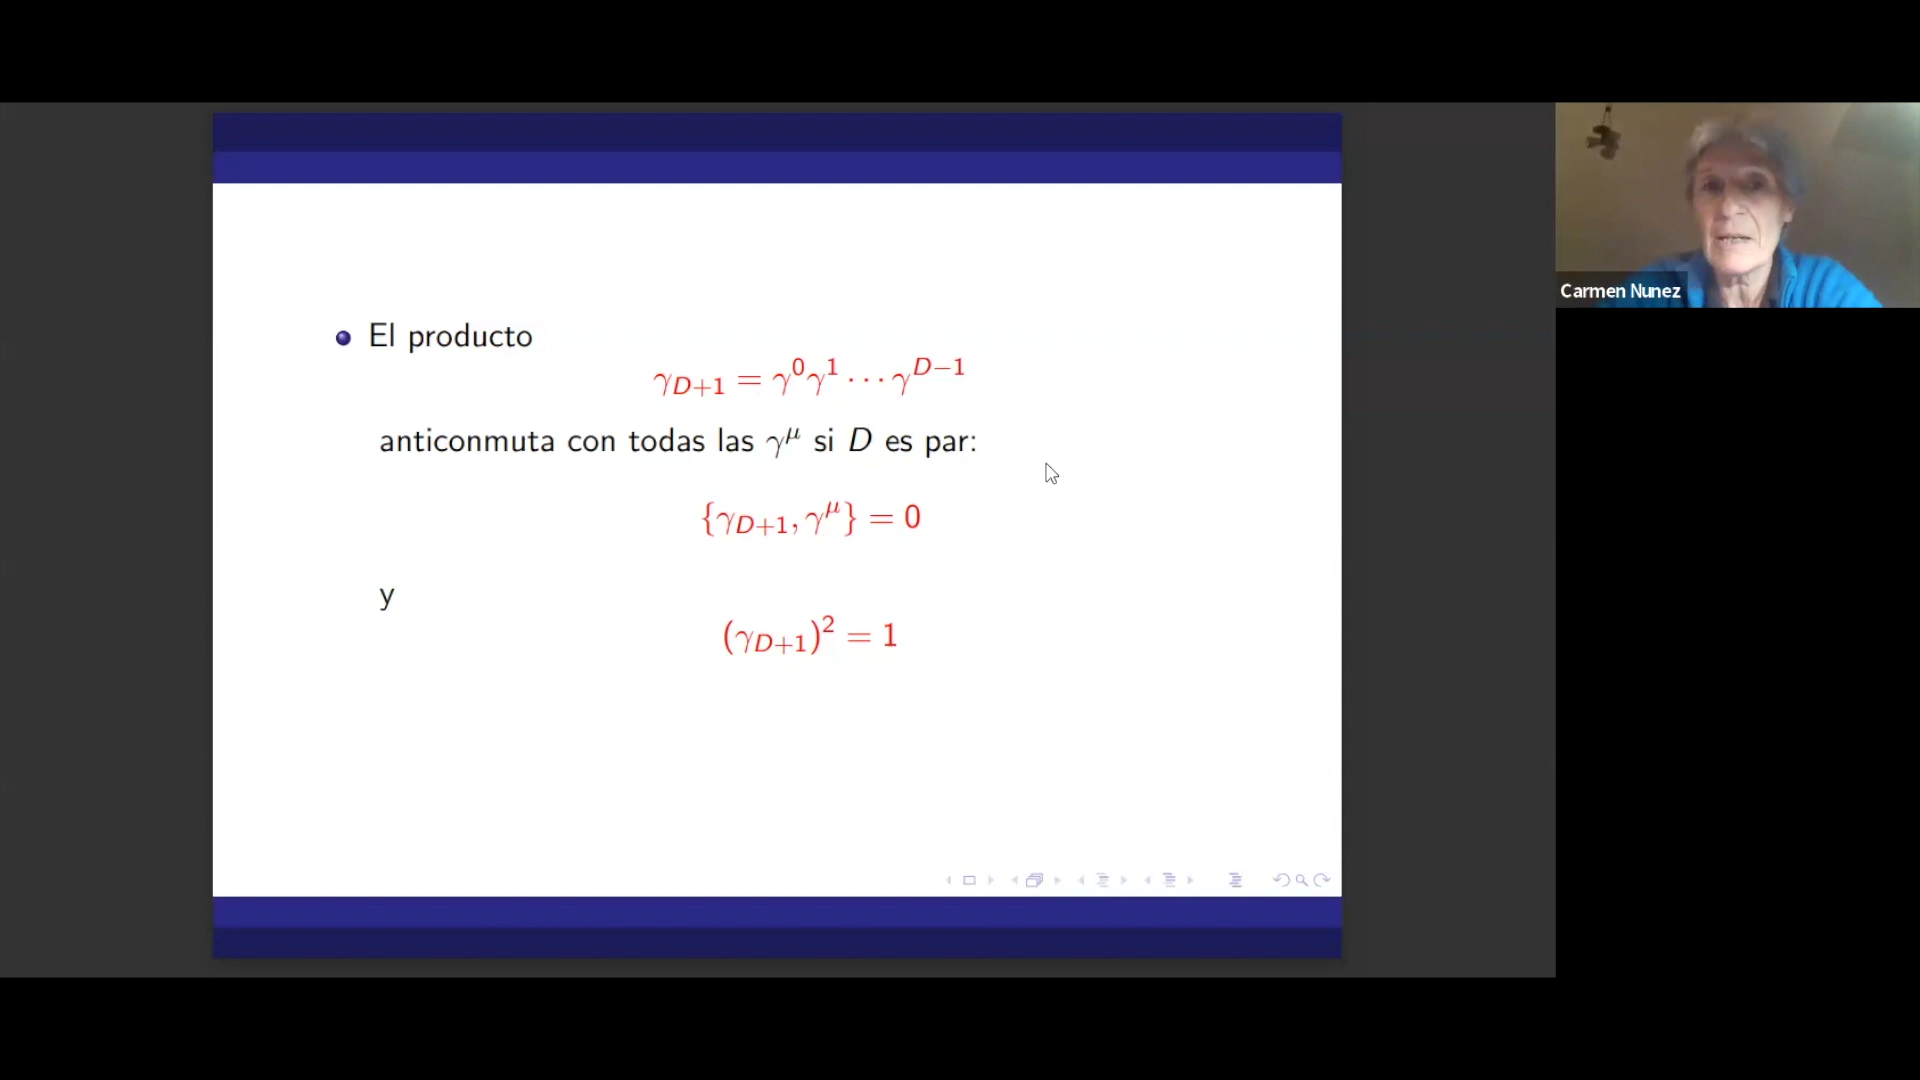 El producto
γ_{D+1} = γ^0 γ^1 ⋯ γ^{D−1}
anticonmuta con todas las γ^μ si D es par:
{γ_{D+1}, γ^μ} = 0
y
(γ_{D+1})^2 = 1
Carmen Nunez